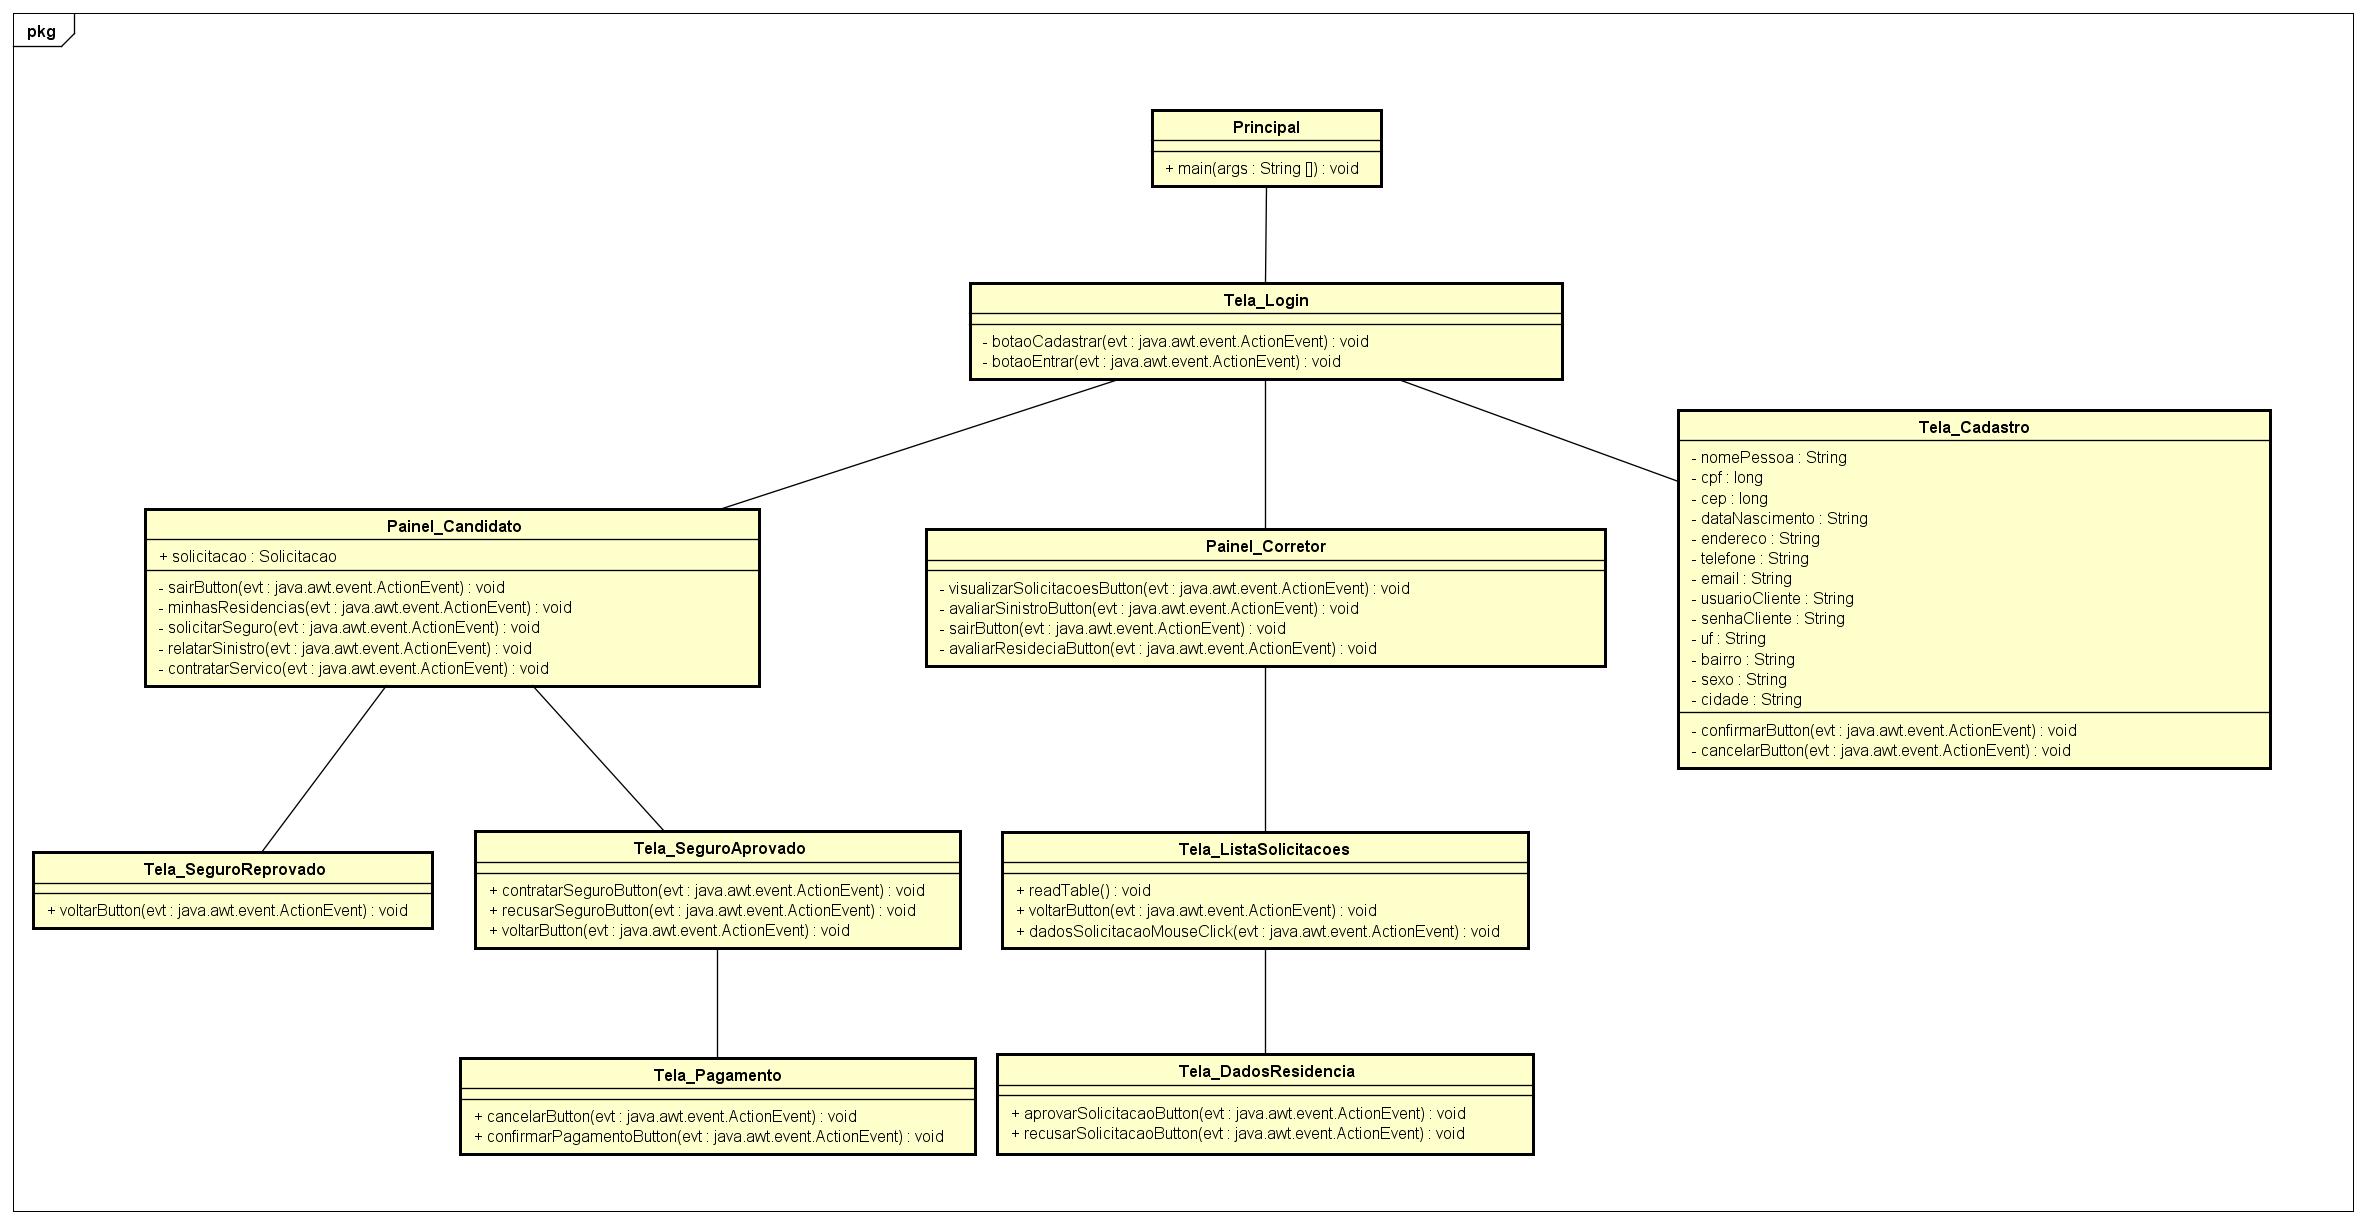 pkg
Principal
+ main(args : String []) : void
Tela_Login
- botaoCadastrar(evt : java.awt.event.ActionEvent) : void
- botaoEntrar(evt : java.awt.event.ActionEvent) : void
Tela_Cadastro
- nomePessoa : String
- cpf : long
- cep : long
- dataNascimento : String
- endereco : String
- telefone : String
- email : String
- usuarioCliente : String
- senhaCliente : String
- uf : String
- bairro : String
- sexo : String
- cidade : String
- confirmarButton(evt : java.awt.event.ActionEvent) : void
- cancelarButton(evt : java.awt.event.ActionEvent) : void
Painel_Candidato
+ solicitacao : Solicitacao
- sairButton(evt : java.awt.event.ActionEvent) : void
- minhasResidencias(evt : java.awt.event.ActionEvent) : void
- solicitarSeguro(evt : java.awt.event.ActionEvent) : void
- relatarSinistro(evt : java.awt.event.ActionEvent) : void
- contratarServico(evt : java.awt.event.ActionEvent) : void
Painel_Corretor
- visualizarSolicitacoesButton(evt : java.awt.event.ActionEvent) : void
- avaliarSinistroButton(evt : java.awt.event.ActionEvent) : void
- sairButton(evt : java.awt.event.ActionEvent) : void
- avaliarResideciaButton(evt : java.awt.event.ActionEvent) : void
Tela_SeguroReprovado
+ voltarButton(evt : java.awt.event.ActionEvent) : void
Tela_SeguroAprovado
+ contratarSeguroButton(evt : java.awt.event.ActionEvent) : void
+ recusarSeguroButton(evt : java.awt.event.ActionEvent) : void
+ voltarButton(evt : java.awt.event.ActionEvent) : void
Tela_ListaSolicitacoes
+ readTable() : void
+ voltarButton(evt : java.awt.event.ActionEvent) : void
+ dadosSolicitacaoMouseClick(evt : java.awt.event.ActionEvent) : void
Tela_Pagamento
+ cancelarButton(evt : java.awt.event.ActionEvent) : void
+ confirmarPagamentoButton(evt : java.awt.event.ActionEvent) : void
Tela_DadosResidencia
+ aprovarSolicitacaoButton(evt : java.awt.event.ActionEvent) : void
+ recusarSolicitacaoButton(evt : java.awt.event.ActionEvent) : void